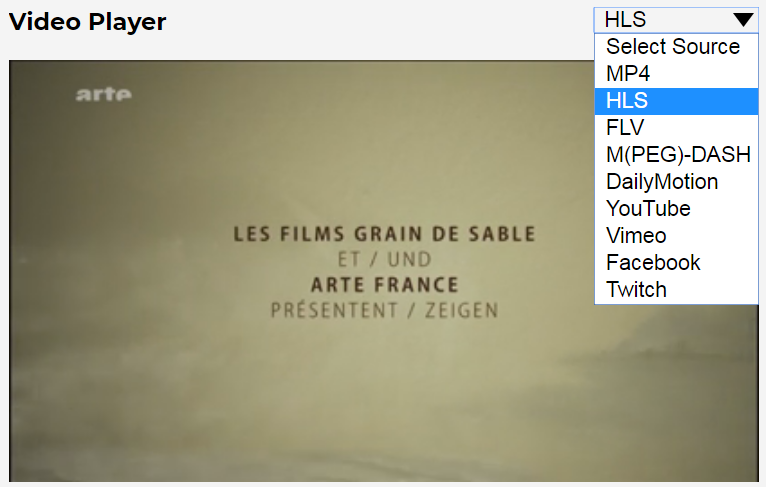 Video Player
HLS
Select Source
MP4
HLS
FLV
M(PEG)-DASH
DailyMotion
YouTube
Vimeo
Facebook
Twitch
arte
LES FILMS GRAIN DE SABLE
ET / UND
ARTE FRANCE
PRÉSENTENT / ZEIGEN